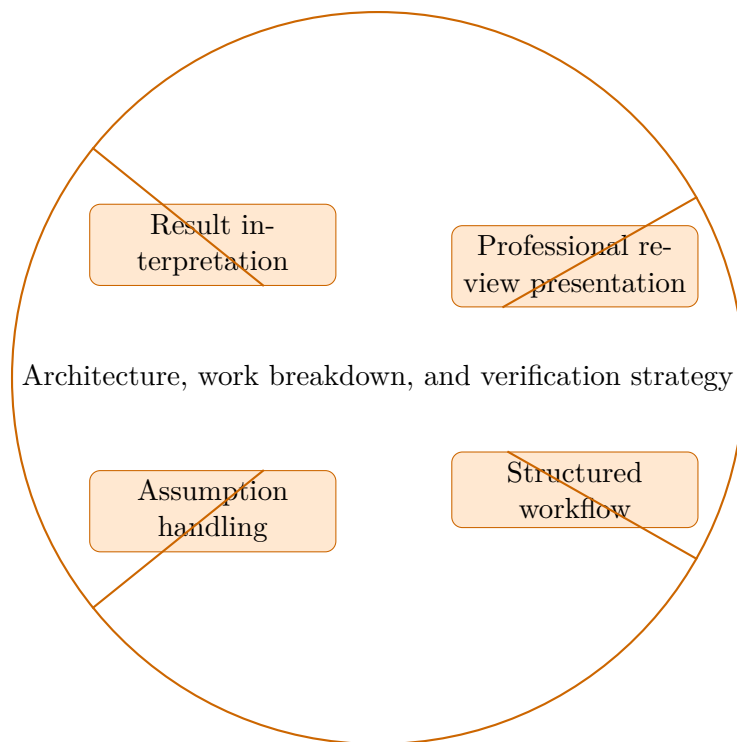 Result in-
terpretation
Professional re-
view presentation
Architecture, work breakdown, and verification strategy
Assumption
handling
Structured
workflow